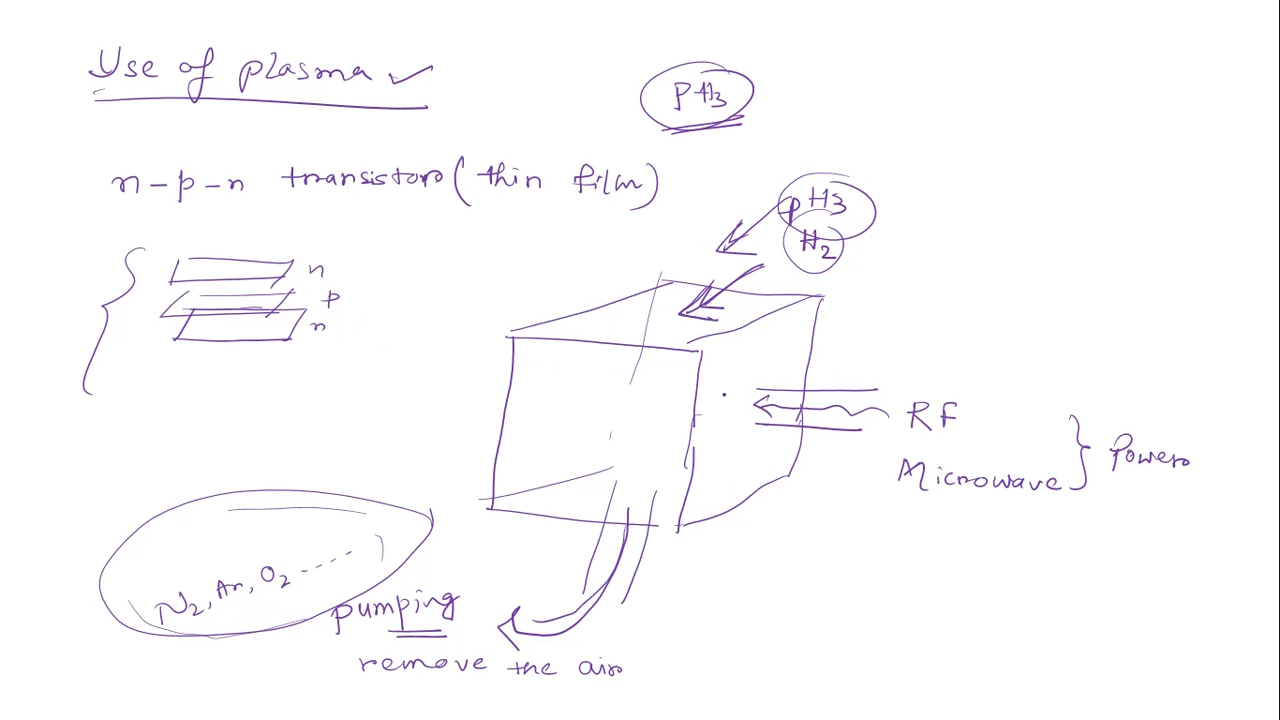 Use of plasma
PH3
n-p-n transistors (thin film)
pH3
H2
n
p
n
RF
Microwave
Power
N2, Ar, O2 -----
pumping
remove the air